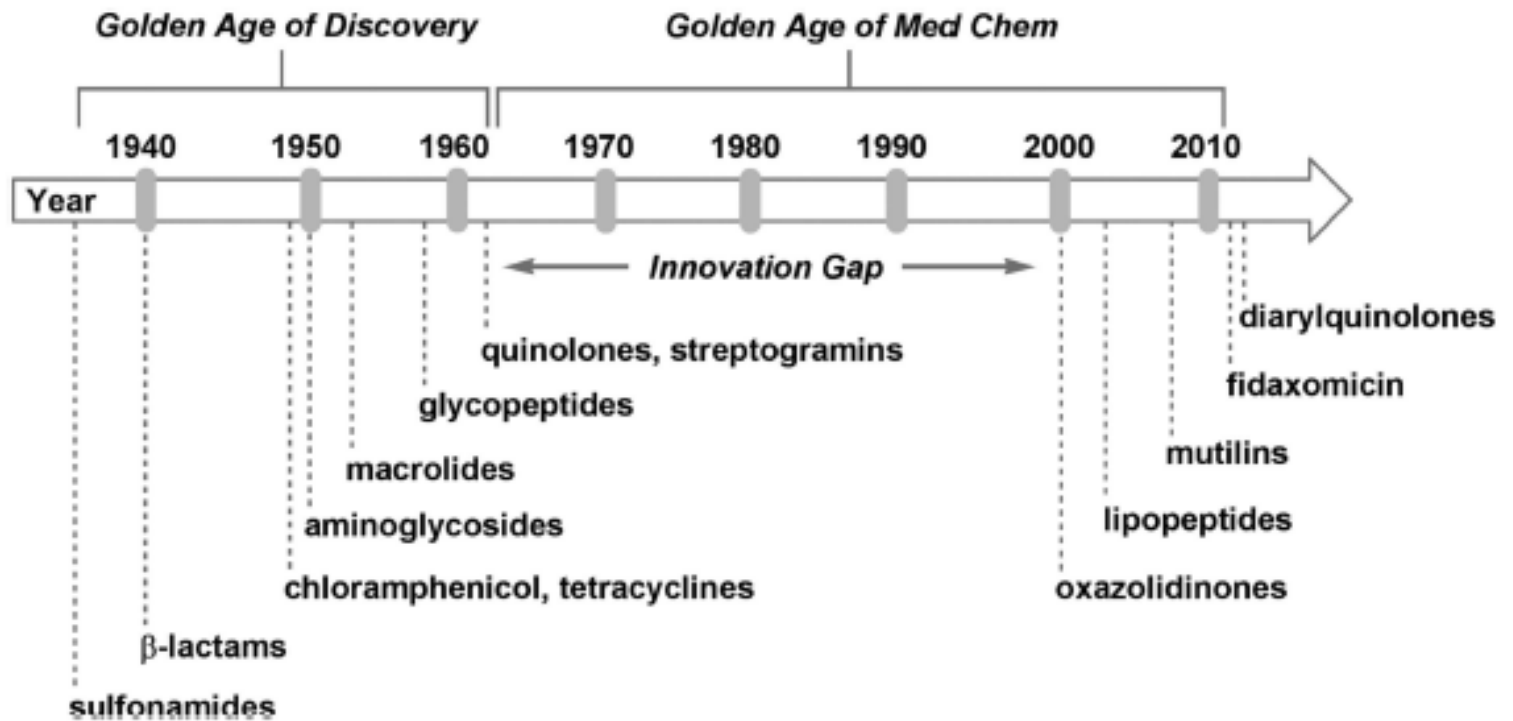 Golden Age of Discovery
Golden Age of Med Chem
1940 1950 1960 1970 1980 1990 2000 2010
Year
Innovation Gap
diarylquinolones
quinolones, streptogramins
fidaxomicin
glycopeptides
mutilins
macrolides
lipopeptides
aminoglycosides
chloramphenicol, tetracyclines
oxazolidinones
β-lactams
sulfonamides